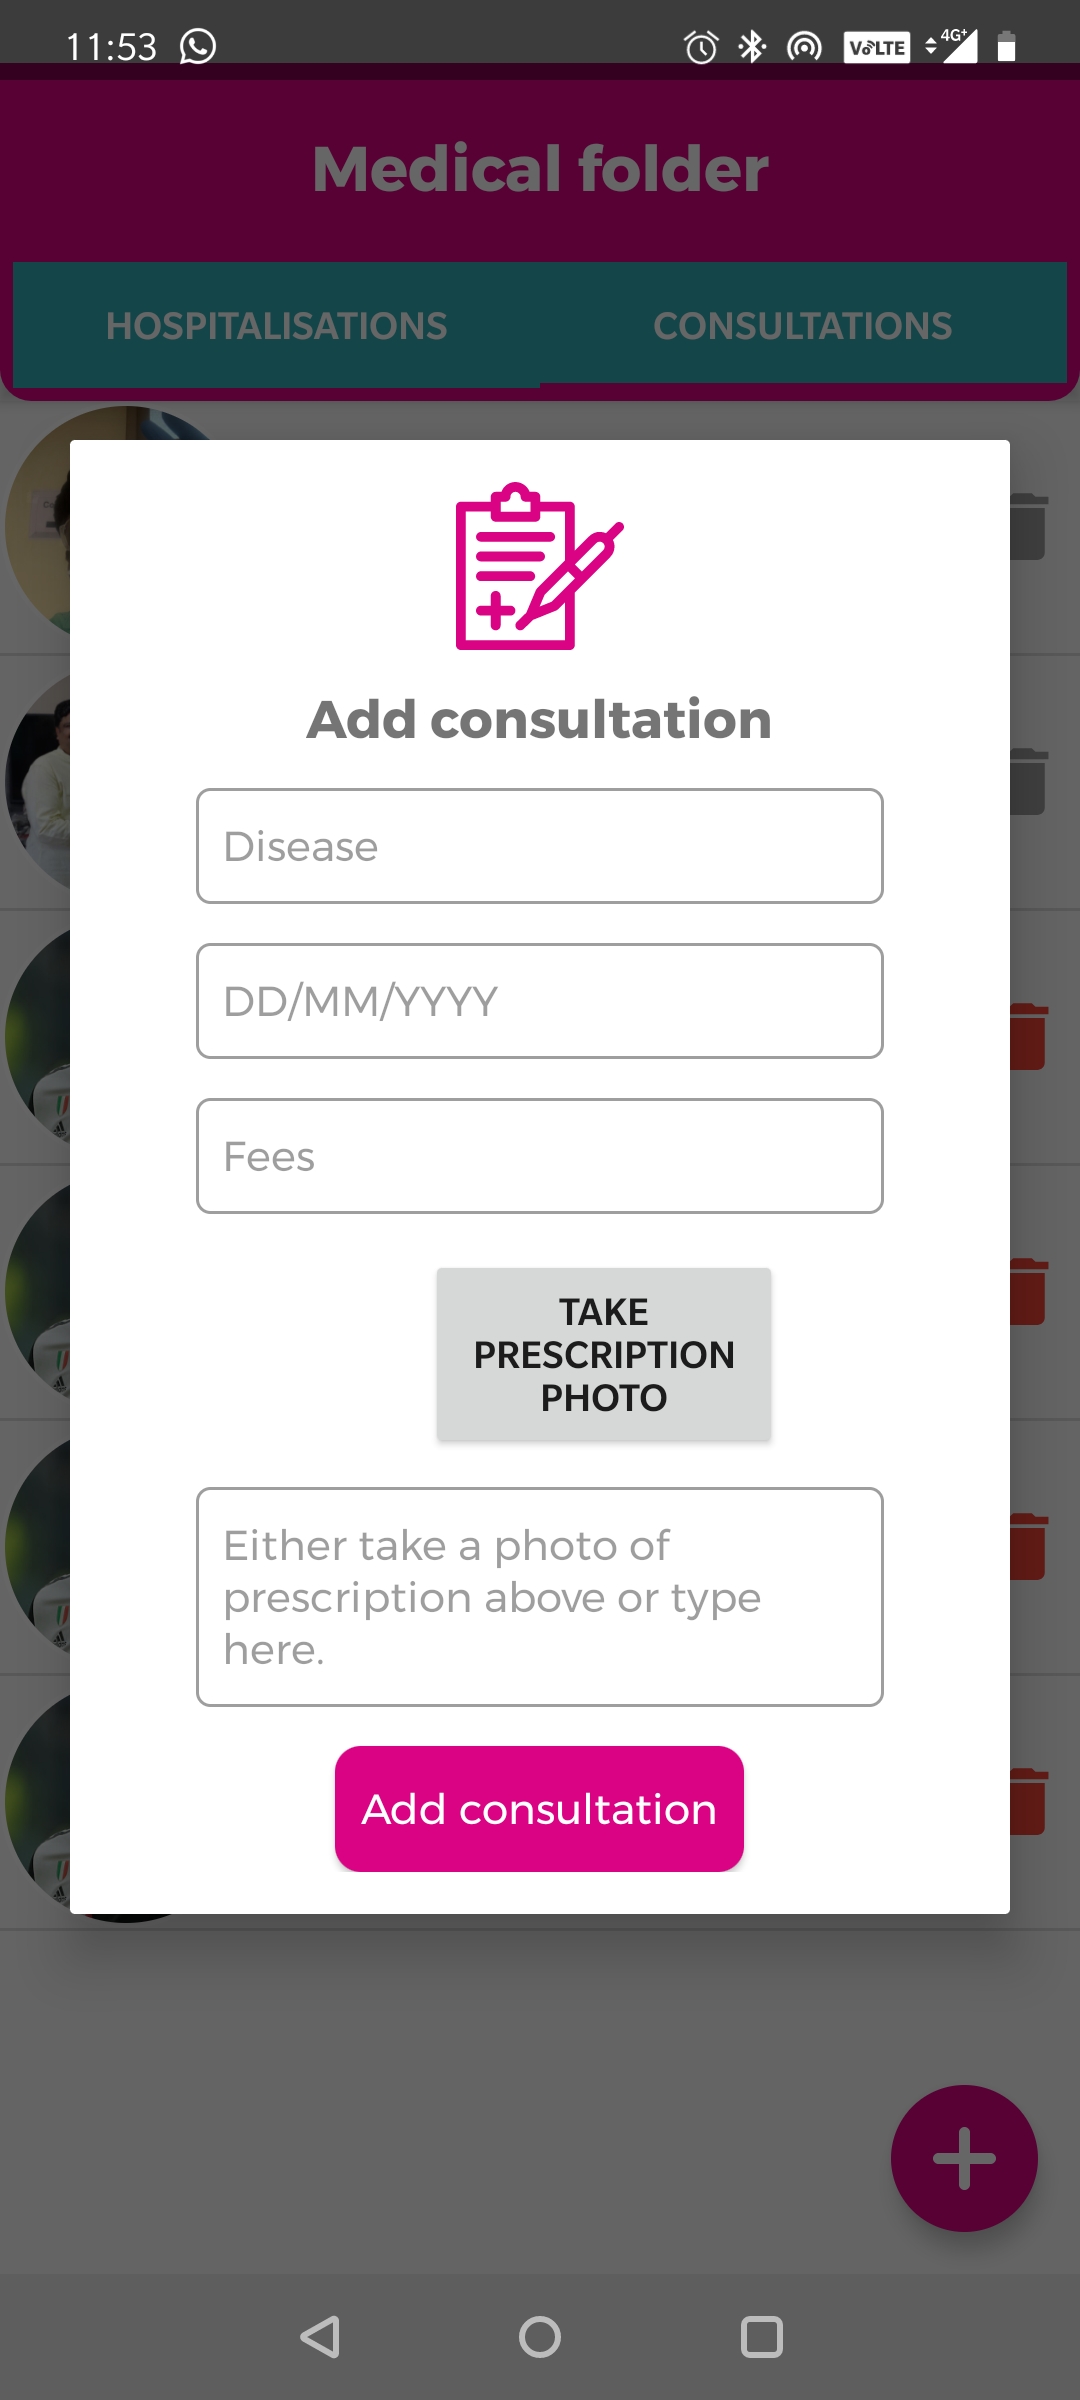 11:53
VoLTE 4G+
Medical folder
HOSPITALISATIONS CONSULTATIONS
Add consultation
Disease
DD/MM/YYYY
Fees
TAKE
PRESCRIPTION
PHOTO
Either take a photo of
prescription above or type
here.
Add consultation